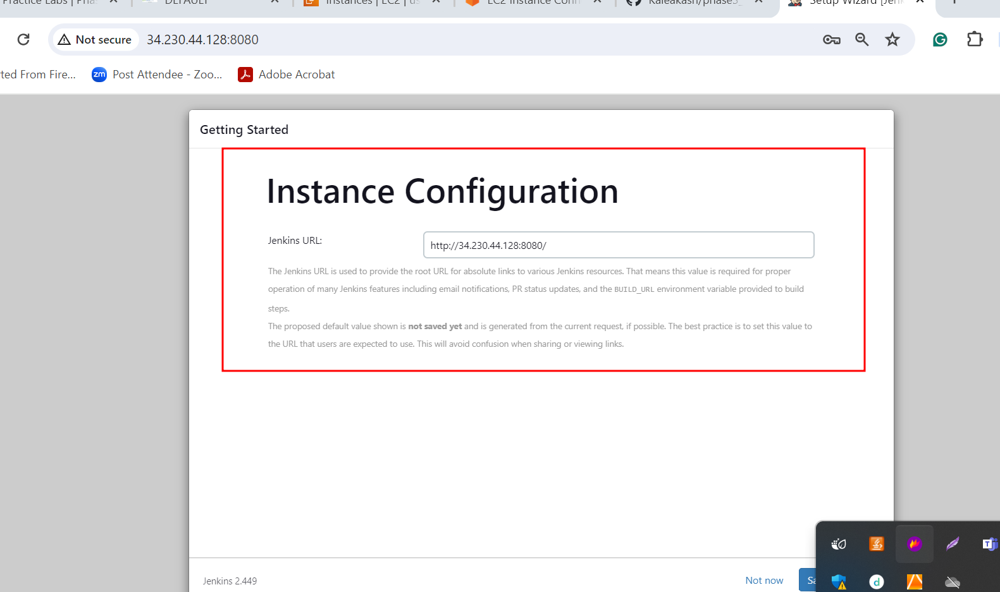 Practice Labs | Pha
DEFAULT
Instances | EC2 | us
EC2 Instance Conn
Kaleakash/phase5_
Setup Wizard [Jenk
Not secure
34.230.44.128:8080
ted From Fire...
Post Attendee - Zoo...
Adobe Acrobat
Getting Started
Instance Configuration
Jenkins URL:
http://34.230.44.128:8080/
The Jenkins URL is used to provide the root URL for absolute links to various Jenkins resources. That means this value is required for proper
operation of many Jenkins features including email notifications, PR status updates, and the BUILD_URL environment variable provided to build
steps.
The proposed default value shown is not saved yet and is generated from the current request, if possible. The best practice is to set this value to
the URL that users are expected to use. This will avoid confusion when sharing or viewing links.
Jenkins 2.449
Not now
Sa